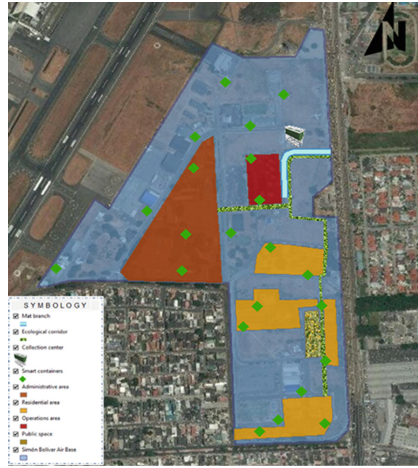 N
SYMBOLOGY
Mat branch
Ecological corridor
Collection center
Smart containers
Administrative area
Residential area
Operations area
Public space
Simón Bolívar Air Base